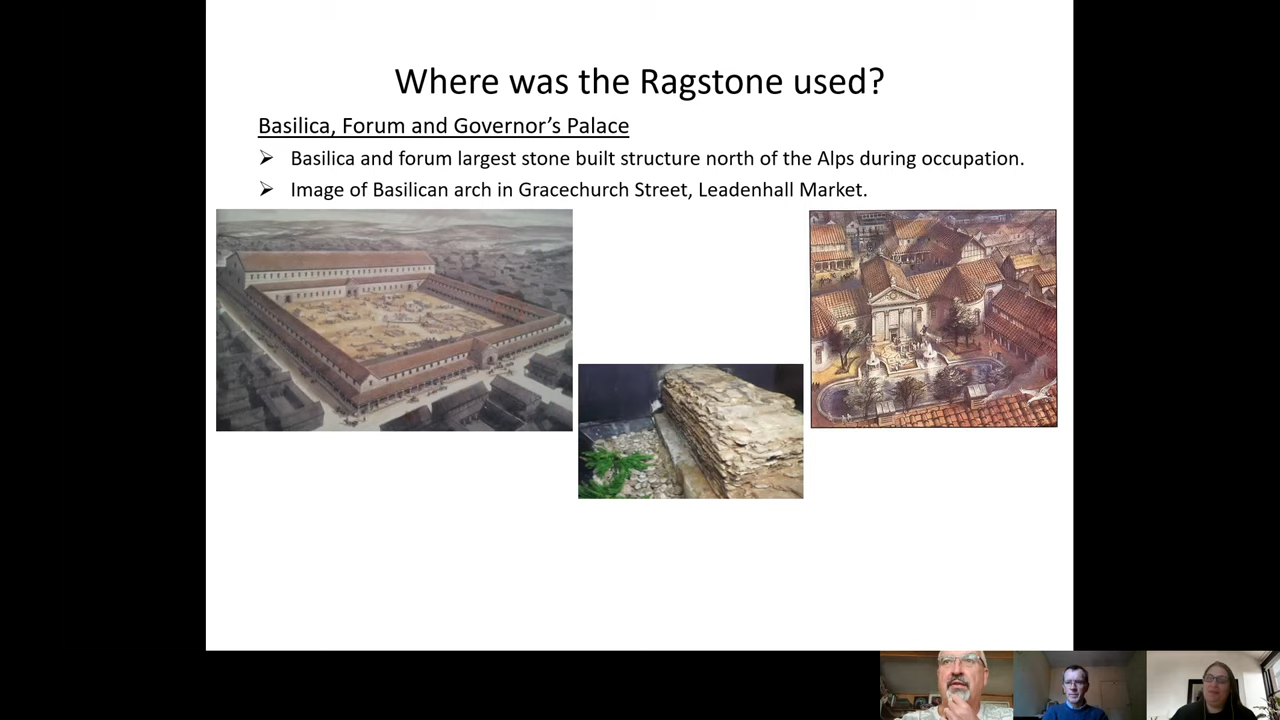 Where was the Ragstone used?
Basilica, Forum and Governor’s Palace
➢ Basilica and forum largest stone built structure north of the Alps during occupation.
➢ Image of Basilican arch in Gracechurch Street, Leadenhall Market.